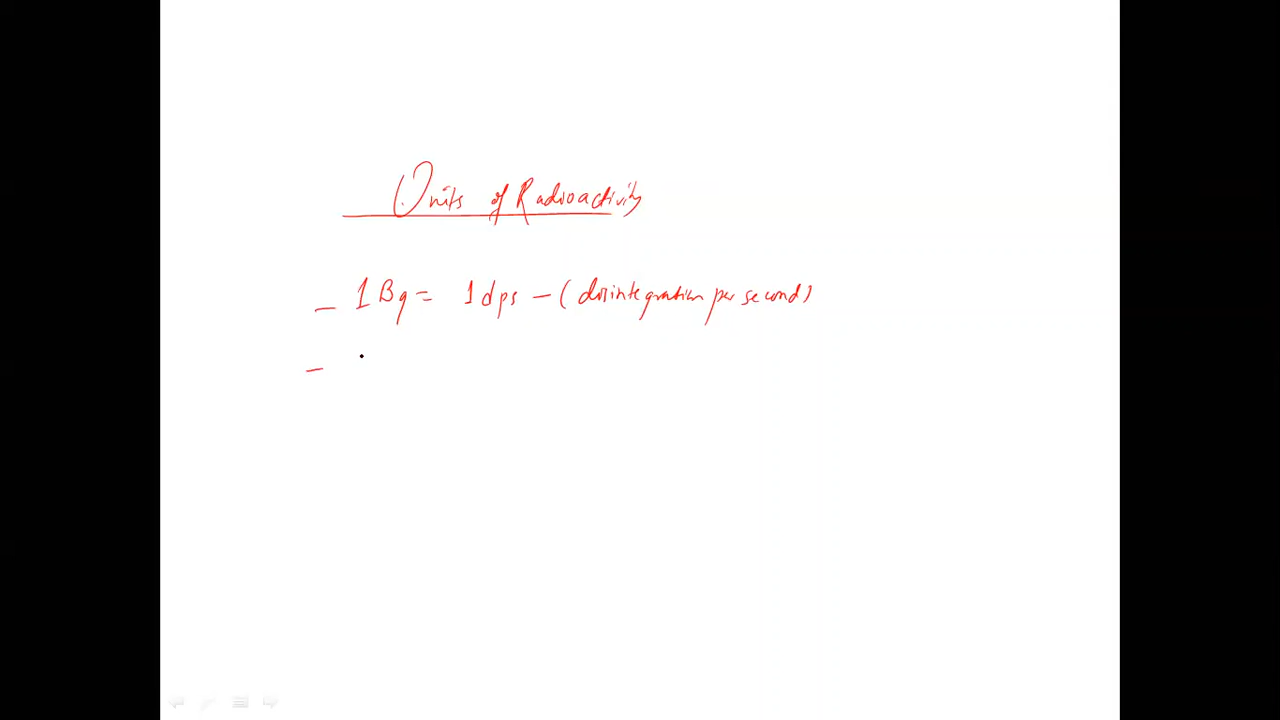 Units of Radioactivity
- 1 Bq = 1 dps - (disintegration per second)
-